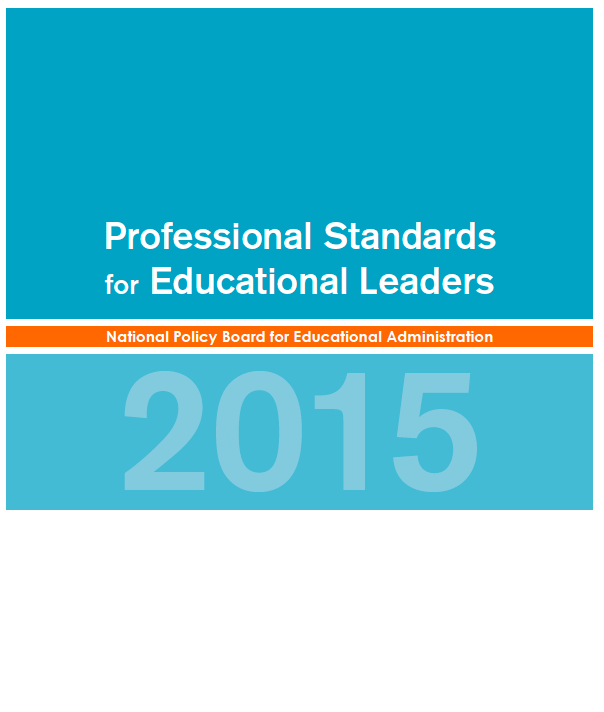 Professional Standards
for Educational Leaders
National Policy Board for Educational Administration
2015